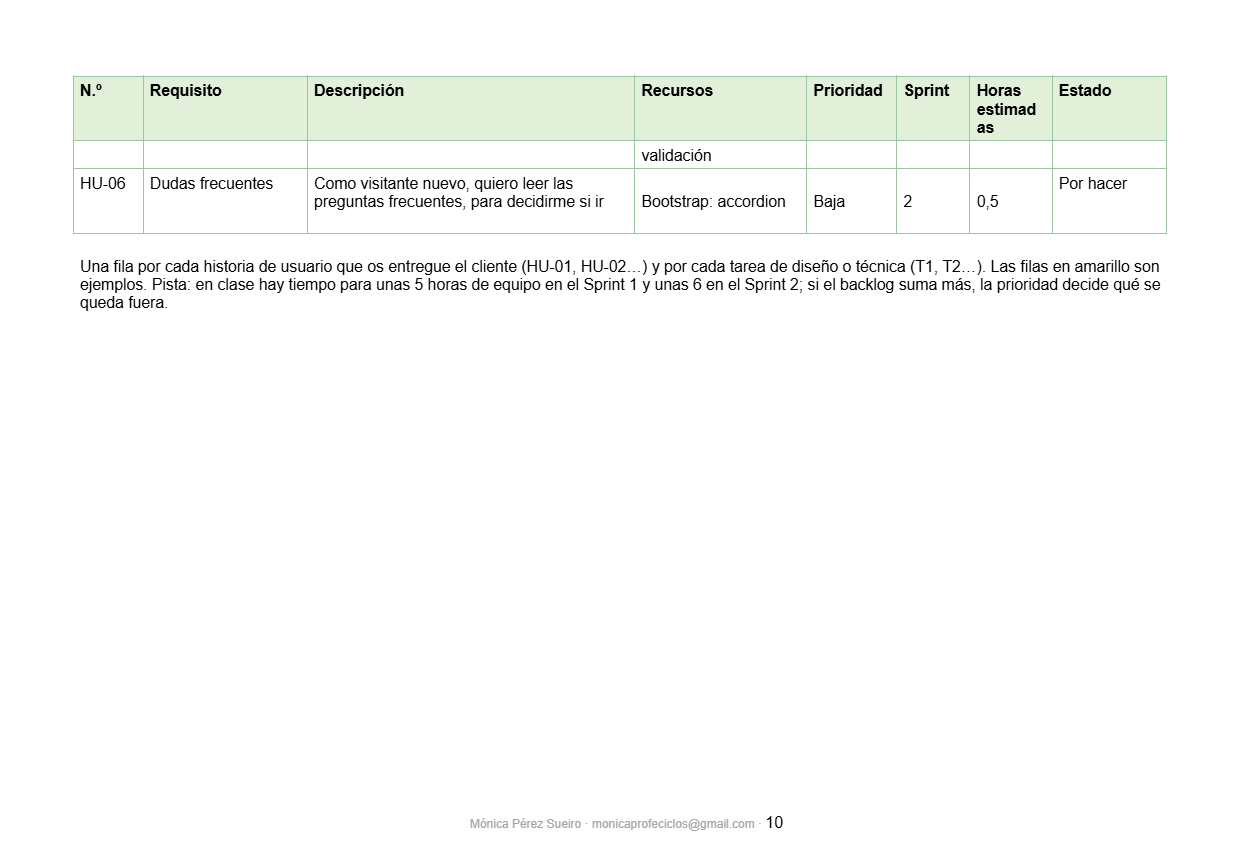 N.º Requisito Descripción Recursos Prioridad Sprint Horas estimad as Estado
validación
HU-06 Dudas frecuentes Como visitante nuevo, quiero leer las preguntas frecuentes, para decidirme si ir Bootstrap: accordion Baja 2 0,5 Por hacer
Una fila por cada historia de usuario que os entregue el cliente (HU-01, HU-02…) y por cada tarea de diseño o técnica (T1, T2…). Las filas en amarillo son
ejemplos. Pista: en clase hay tiempo para unas 5 horas de equipo en el Sprint 1 y unas 6 en el Sprint 2; si el backlog suma más, la prioridad decide qué se
queda fuera.
Mónica Pérez Sueiro · monicaprofeciclos@gmail.com · 10